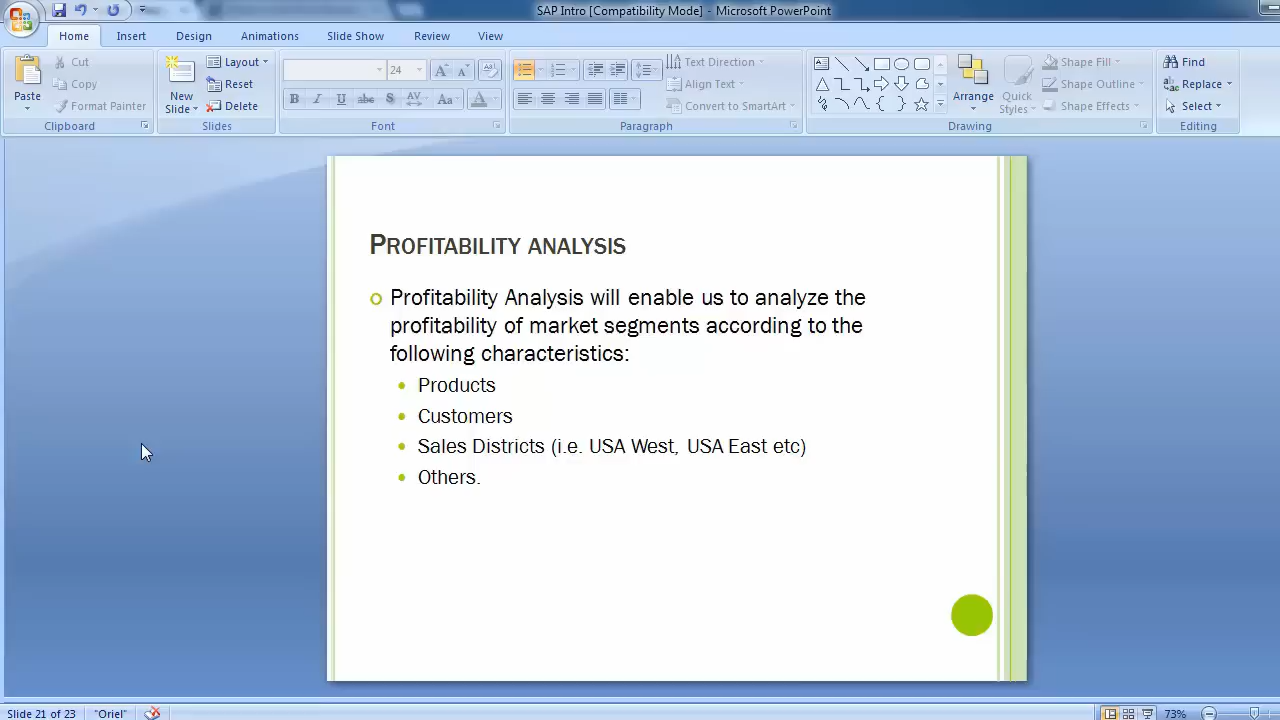 SAP Intro [Compatibility Mode] - Microsoft PowerPoint
Home Insert Design Animations Slide Show Review View
Paste Cut Copy Format Painter
New Slide Layout Reset Delete
24
B I U abc S AV Aa A
Text Direction Align Text Convert to SmartArt
Arrange Quick Styles Shape Fill Shape Outline Shape Effects
Find Replace Select
Clipboard Slides Font Paragraph Drawing Editing
PROFITABILITY ANALYSIS
Profitability Analysis will enable us to analyze the
profitability of market segments according to the
following characteristics:
Products
Customers
Sales Districts (i.e. USA West, USA East etc)
Others.
Slide 21 of 23 "Oriel" 73%